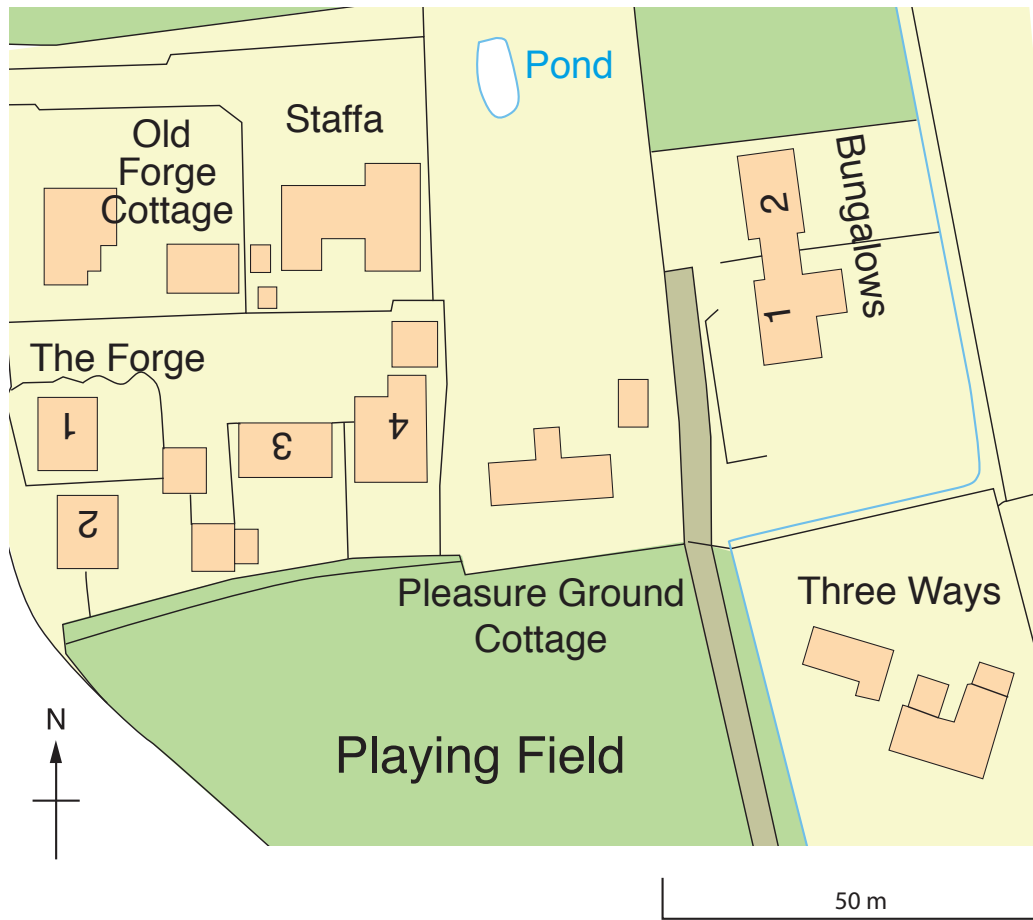 Pond
Staffa
Old
Forge
Cottage
Bungalows
2
1
The Forge
1
2
3
4
Pleasure Ground
Cottage
Three Ways
Playing Field
N
50 m